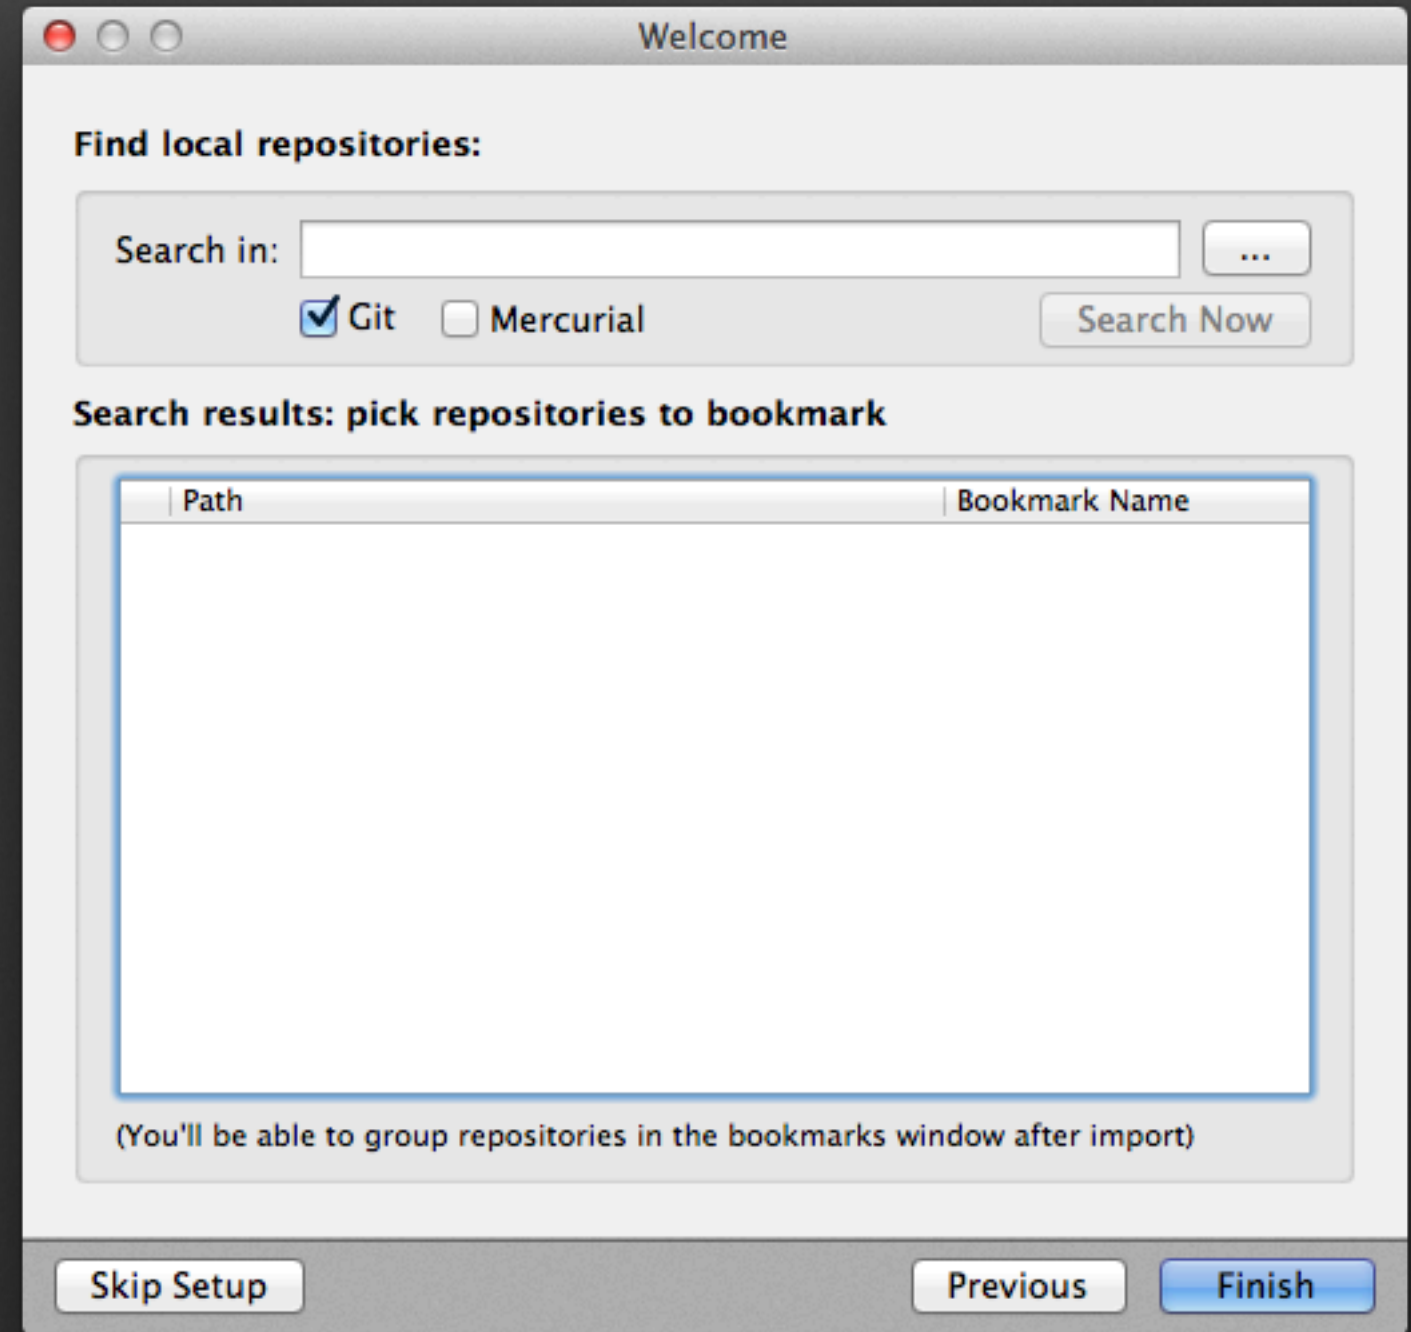 Welcome
Find local repositories:
Search in:
...
Git
Mercurial
Search Now
Search results: pick repositories to bookmark
Path
Bookmark Name
(You'll be able to group repositories in the bookmarks window after import)
Skip Setup
Previous
Finish